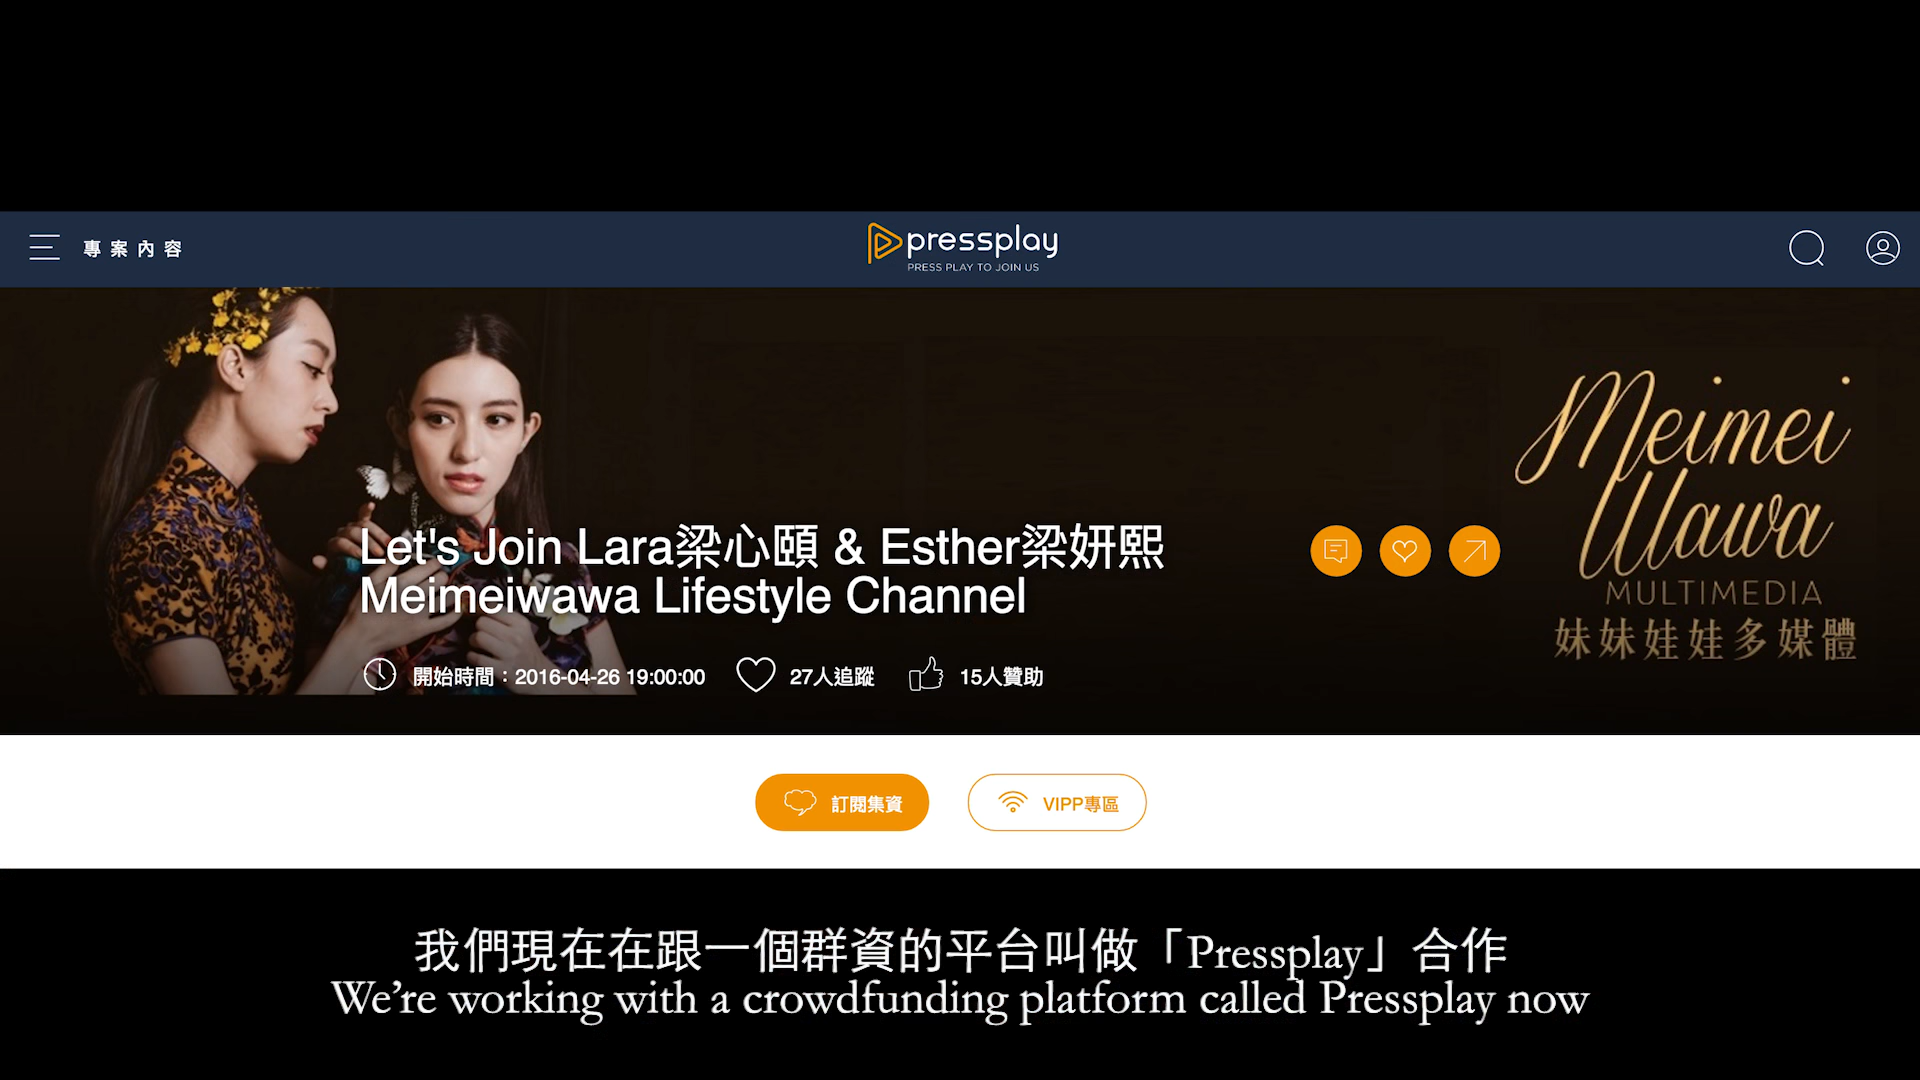 專案內容
pressplay
PRESS PLAY TO JOIN US
Meimei
Wawa
MULTIMEDIA
妹妹娃娃多媒體
Let's Join Lara梁心頤 & Esther梁妍熙
Meimeiwawa Lifestyle Channel
開始時間：2016-04-26 19:00:00
27人追蹤
15人贊助
訂閱集資
VIPP專區
我們現在在跟一個群資的平台叫做「Pressplay」合作
We’re working with a crowdfunding platform called Pressplay now